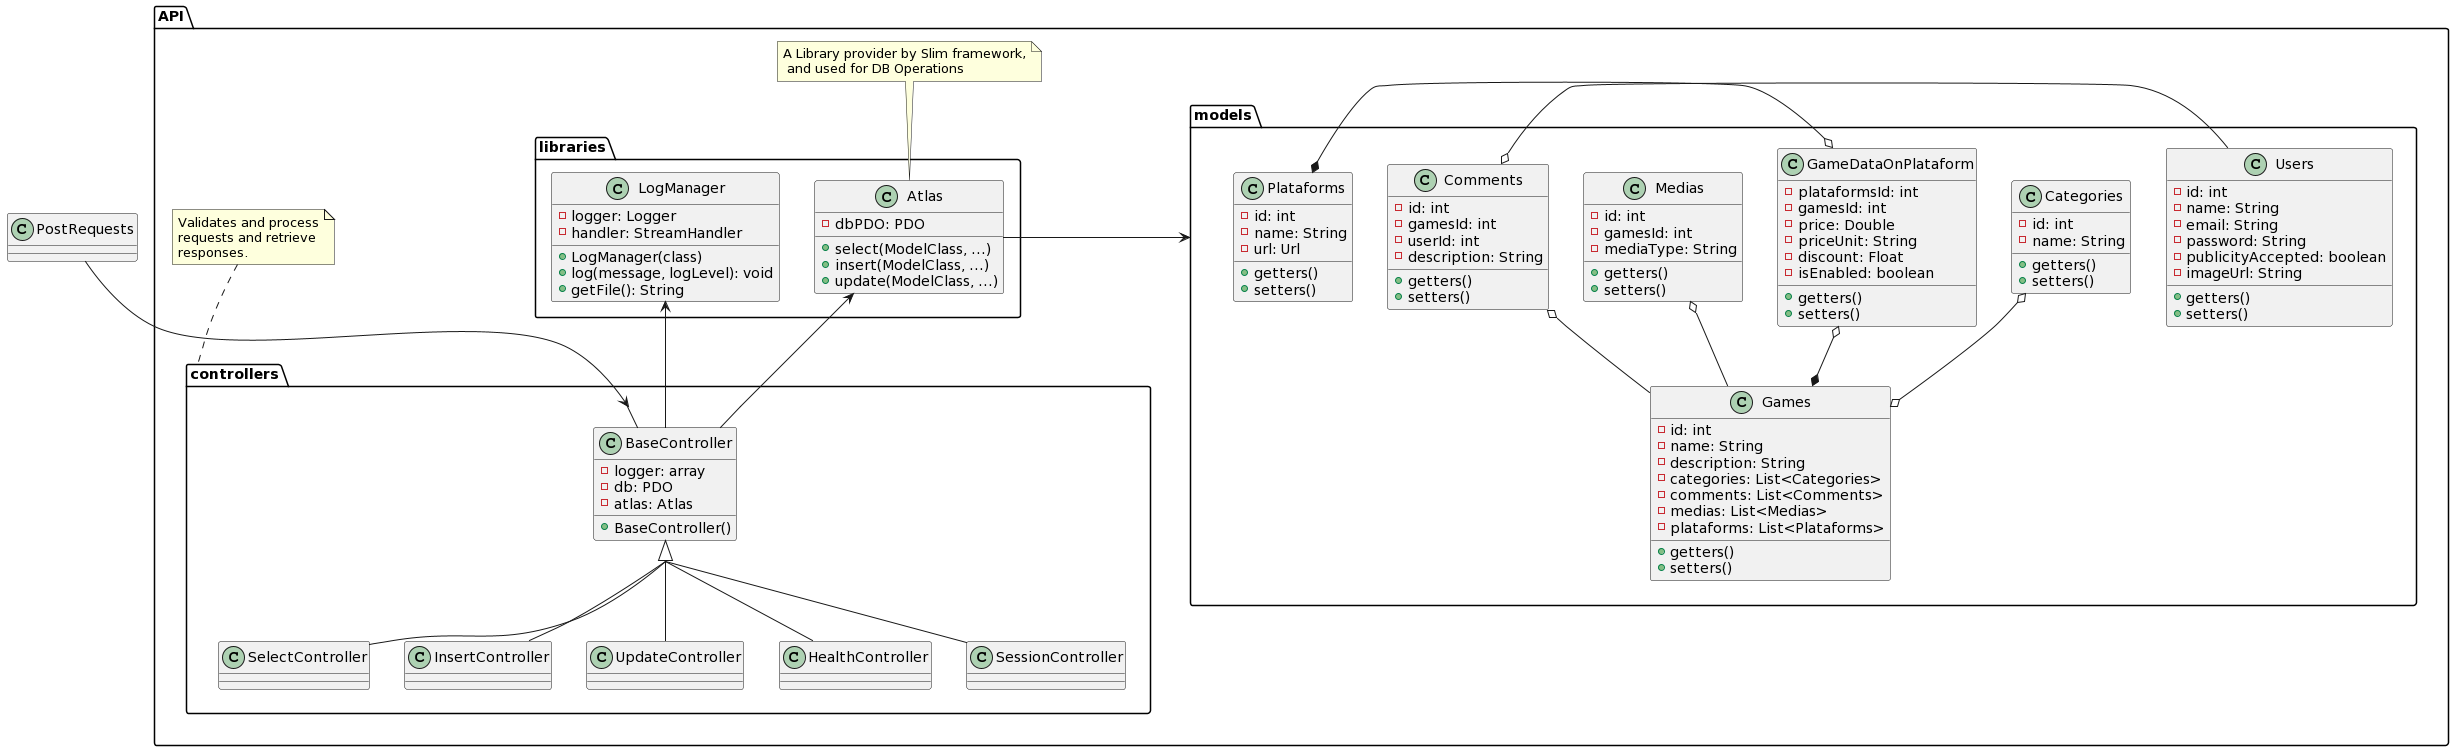 API
A Library provider by Slim framework,
and used for DB Operations
models
libraries
Validates and process
requests and retrieve
responses.
C PostRequests
C LogManager
logger: Logger
handler: StreamHandler
LogManager(class)
log(message, logLevel): void
getFile(): String
C Atlas
dbPDO: PDO
select(ModelClass, ...)
insert(ModelClass, ...)
update(ModelClass, ...)
C Plataforms
id: int
name: String
url: Url
getters()
setters()
C Comments
id: int
gamesId: int
userId: int
description: String
getters()
setters()
C Medias
id: int
gamesId: int
mediaType: String
getters()
setters()
C GameDataOnPlataform
plataformsId: int
gamesId: int
price: Double
priceUnit: String
discount: Float
isEnabled: boolean
getters()
setters()
C Categories
id: int
name: String
getters()
setters()
C Users
id: int
name: String
email: String
password: String
publicityAccepted: boolean
imageUrl: String
getters()
setters()
controllers
C BaseController
logger: array
db: PDO
atlas: Atlas
BaseController()
C Games
id: int
name: String
description: String
categories: List<Categories>
comments: List<Comments>
medias: List<Medias>
plataforms: List<Plataforms>
getters()
setters()
C SelectController
C InsertController
C UpdateController
C HealthController
C SessionController